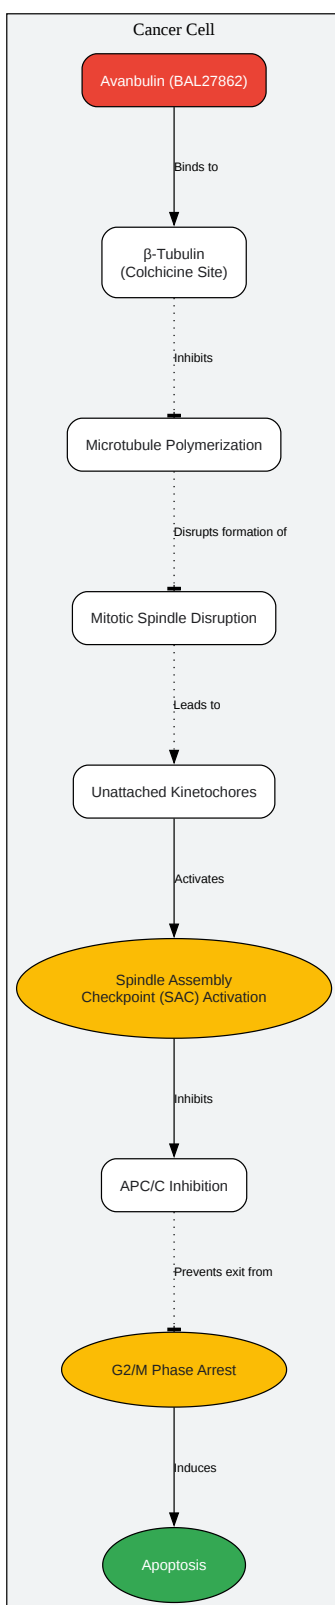 Cancer Cell
Avanbulin (BAL27862)
Binds to
β-Tubulin
(Colchicine Site)
Inhibits
Microtubule Polymerization
Disrupts formation of
Mitotic Spindle Disruption
Leads to
Unattached Kinetochores
Activates
Spindle Assembly
Checkpoint (SAC) Activation
Inhibits
APC/C Inhibition
Prevents exit from
G2/M Phase Arrest
Induces
Apoptosis